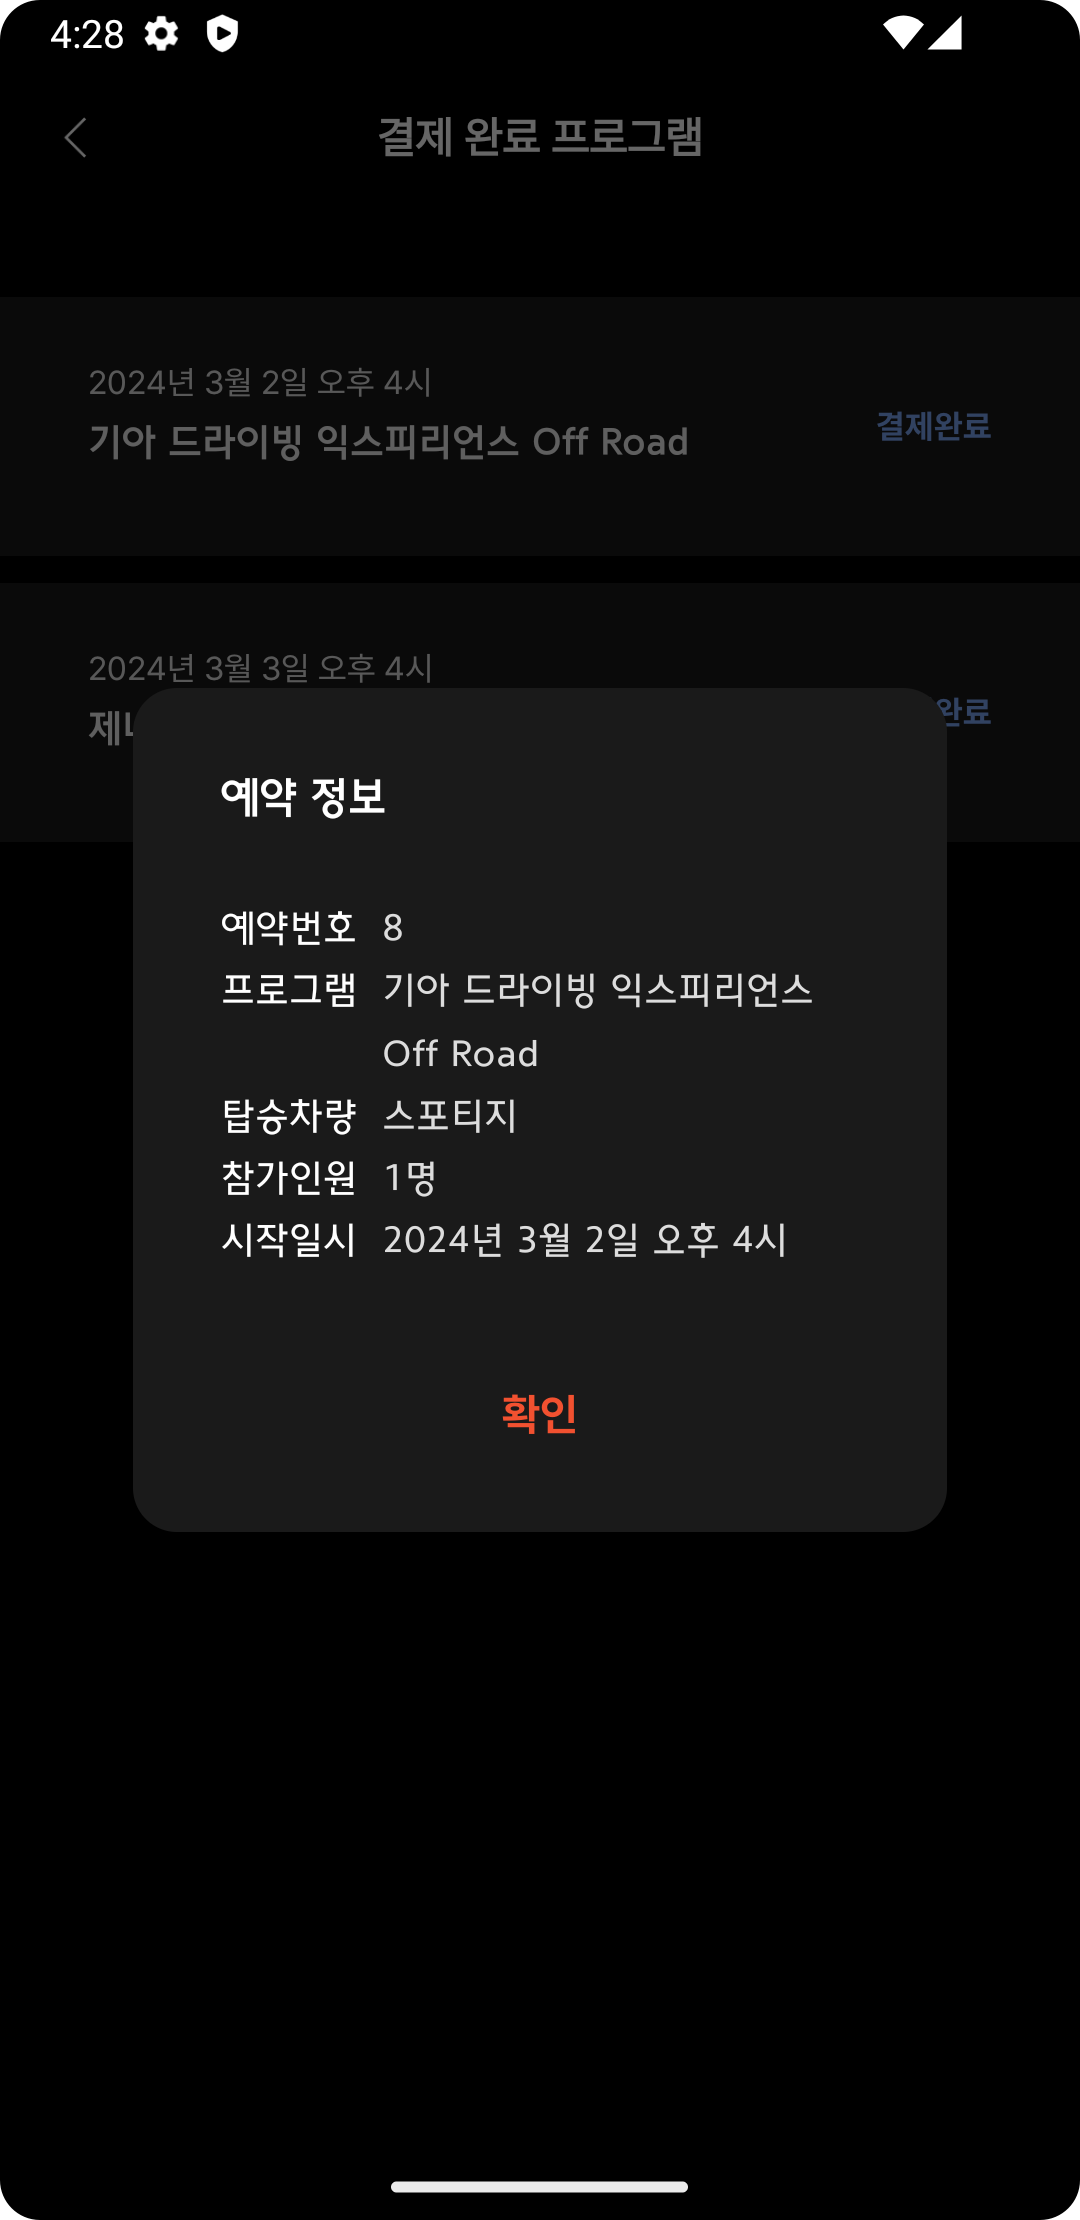 4:28
결제 완료 프로그램
2024년 3월 2일 오후 4시
기아 드라이빙 익스피리언스 Off Road
결제완료
2024년 3월 3일 오후 4시
완료
예약 정보
예약번호 8
프로그램 기아 드라이빙 익스피리언스
Off Road
탑승차량 스포티지
참가인원 1명
시작일시 2024년 3월 2일 오후 4시
확인